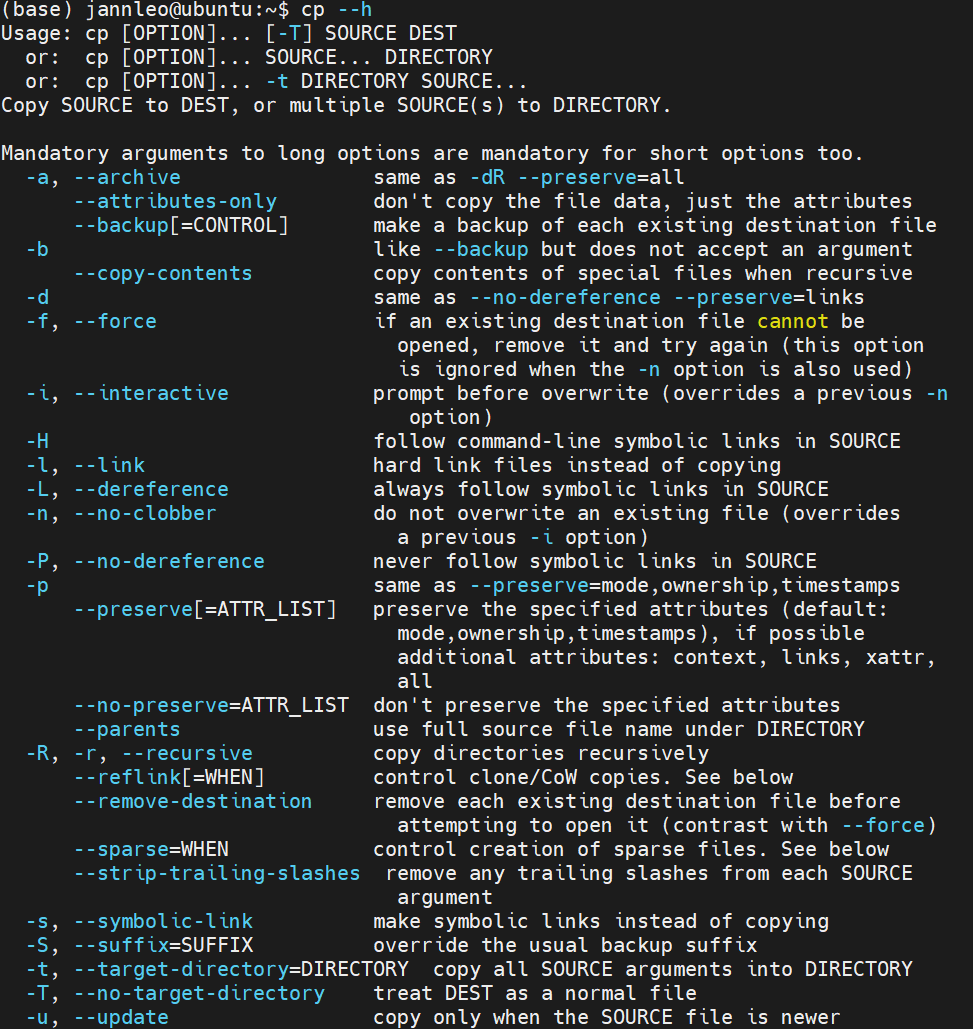 (base) jannleo@ubuntu:~$ cp --h
Usage: cp [OPTION]... [-T] SOURCE DEST
  or:  cp [OPTION]... SOURCE... DIRECTORY
  or:  cp [OPTION]... -t DIRECTORY SOURCE...
Copy SOURCE to DEST, or multiple SOURCE(s) to DIRECTORY.

Mandatory arguments to long options are mandatory for short options too.
  -a, --archive                same as -dR --preserve=all
      --attributes-only        don't copy the file data, just the attributes
      --backup[=CONTROL]       make a backup of each existing destination file
  -b                           like --backup but does not accept an argument
      --copy-contents          copy contents of special files when recursive
  -d                           same as --no-dereference --preserve=links
  -f, --force                  if an existing destination file cannot be
                                 opened, remove it and try again (this option
                                 is ignored when the -n option is also used)
  -i, --interactive            prompt before overwrite (overrides a previous -n
                                  option)
  -H                           follow command-line symbolic links in SOURCE
  -l, --link                   hard link files instead of copying
  -L, --dereference            always follow symbolic links in SOURCE
  -n, --no-clobber             do not overwrite an existing file (overrides
                                 a previous -i option)
  -P, --no-dereference         never follow symbolic links in SOURCE
  -p                           same as --preserve=mode,ownership,timestamps
      --preserve[=ATTR_LIST]   preserve the specified attributes (default:
                                 mode,ownership,timestamps), if possible
                                 additional attributes: context, links, xattr,
                                 all
      --no-preserve=ATTR_LIST  don't preserve the specified attributes
      --parents                use full source file name under DIRECTORY
  -R, -r, --recursive          copy directories recursively
      --reflink[=WHEN]         control clone/CoW copies. See below
      --remove-destination     remove each existing destination file before
                                 attempting to open it (contrast with --force)
      --sparse=WHEN            control creation of sparse files. See below
      --strip-trailing-slashes  remove any trailing slashes from each SOURCE
                                 argument
  -s, --symbolic-link          make symbolic links instead of copying
  -S, --suffix=SUFFIX          override the usual backup suffix
  -t, --target-directory=DIRECTORY  copy all SOURCE arguments into DIRECTORY
  -T, --no-target-directory    treat DEST as a normal file
  -u, --update                 copy only when the SOURCE file is newer